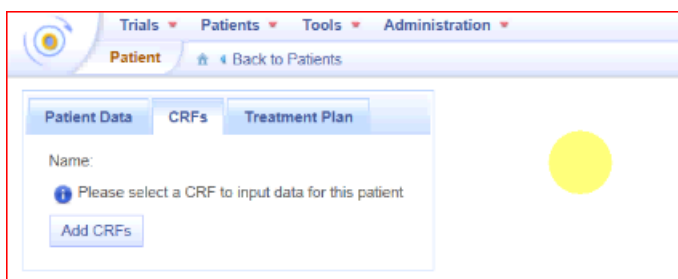 Trials Patients Tools Administration
Patient Back to Patients
Patient Data CRFs Treatment Plan
Name:
Please select a CRF to input data for this patient
Add CRFs